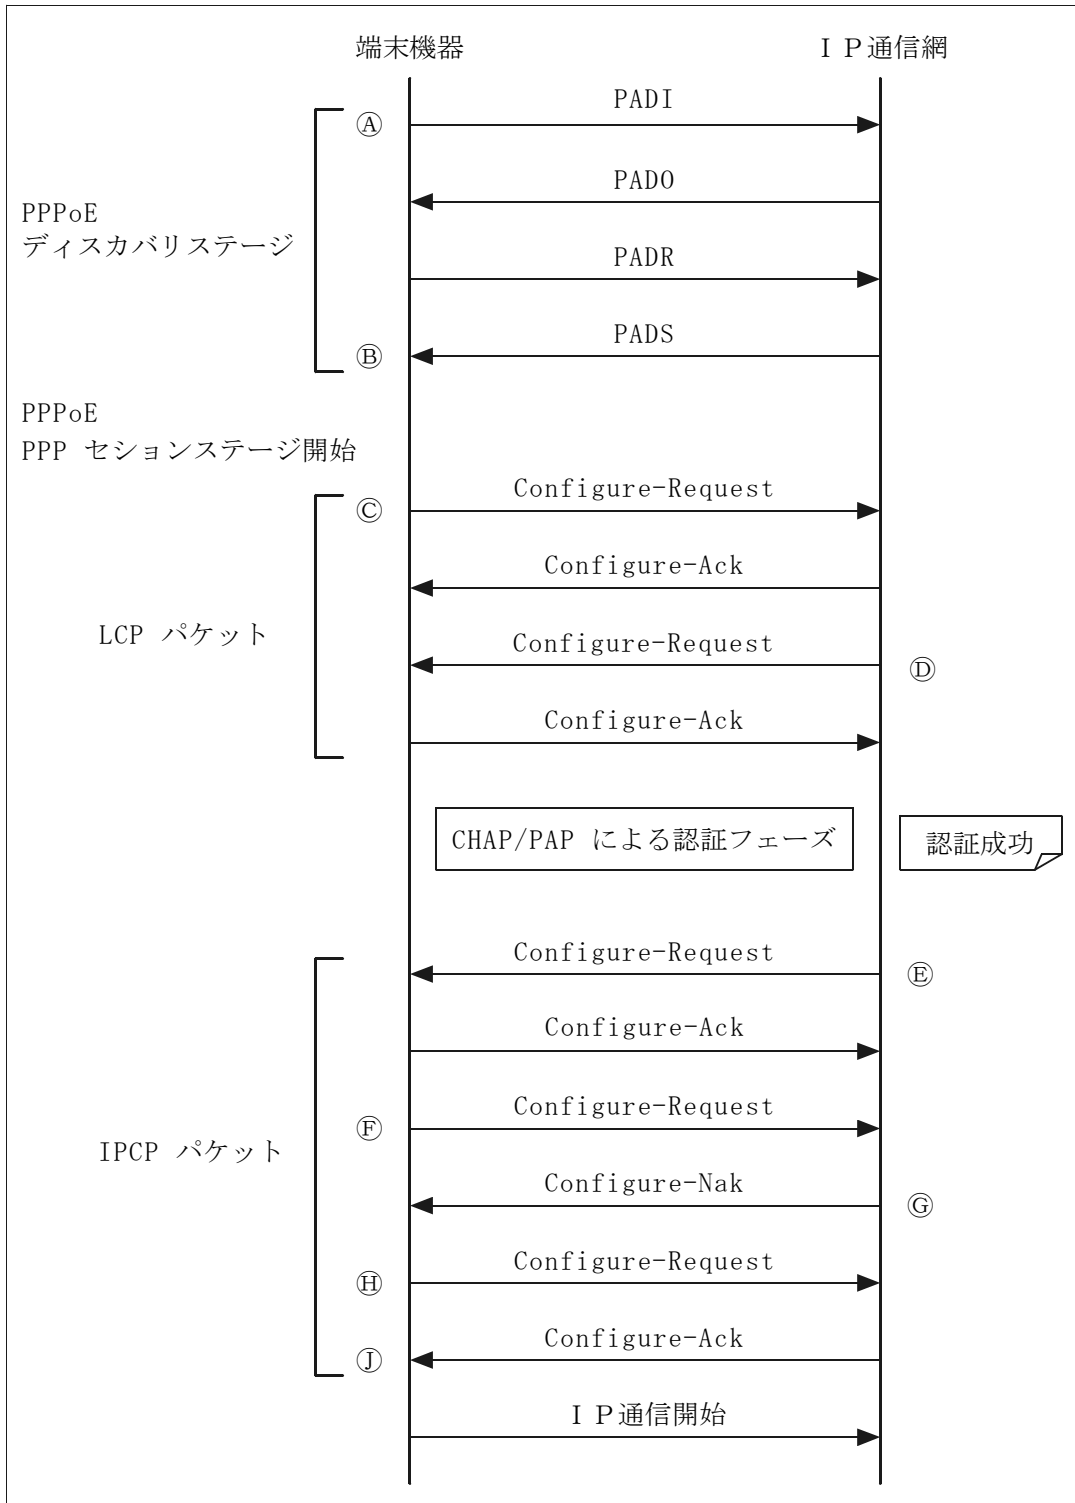 端末機器
ＩＰ通信網
PADI
Ⓐ
PADO
PPPoE
ディスカバリステージ
PADR
PADS
Ⓑ
PPPoE
PPP セションステージ開始
Configure-Request
Ⓒ
Configure-Ack
LCP パケット
Configure-Request
Ⓓ
Configure-Ack
CHAP/PAP による認証フェーズ
認証成功
Configure-Request
Ⓔ
Configure-Ack
Configure-Request
Ⓕ
IPCP パケット
Configure-Nak
Ⓖ
Configure-Request
Ⓗ
Configure-Ack
Ⓙ
ＩＰ通信開始